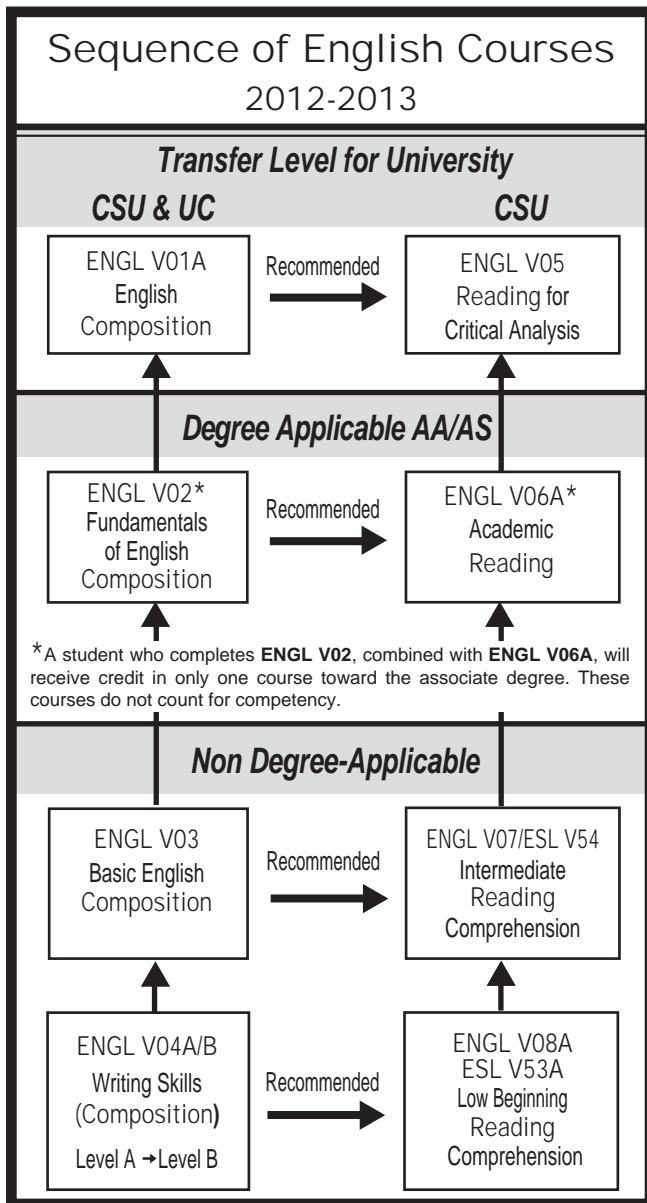 Sequence of English Courses
2012-2013
Transfer Level for University
CSU & UC
CSU
ENGL V01A
English
Composition
Recommended
ENGL V05
Reading for
Critical Analysis
Degree Applicable AA/AS
ENGL V02*
Fundamentals
of English
Composition
Recommended
ENGL V06A*
Academic
Reading
*A student who completes ENGL V02, combined with ENGL V06A, will
receive credit in only one course toward the associate degree. These
courses do not count for competency.
Non Degree-Applicable
ENGL V03
Basic English
Composition
Recommended
ENGL V07/ESL V54
Intermediate
Reading
Comprehension
ENGL V04A/B
Writing Skills
(Composition)
Level A →Level B
Recommended
ENGL V08A
ESL V53A
Low Beginning
Reading
Comprehension